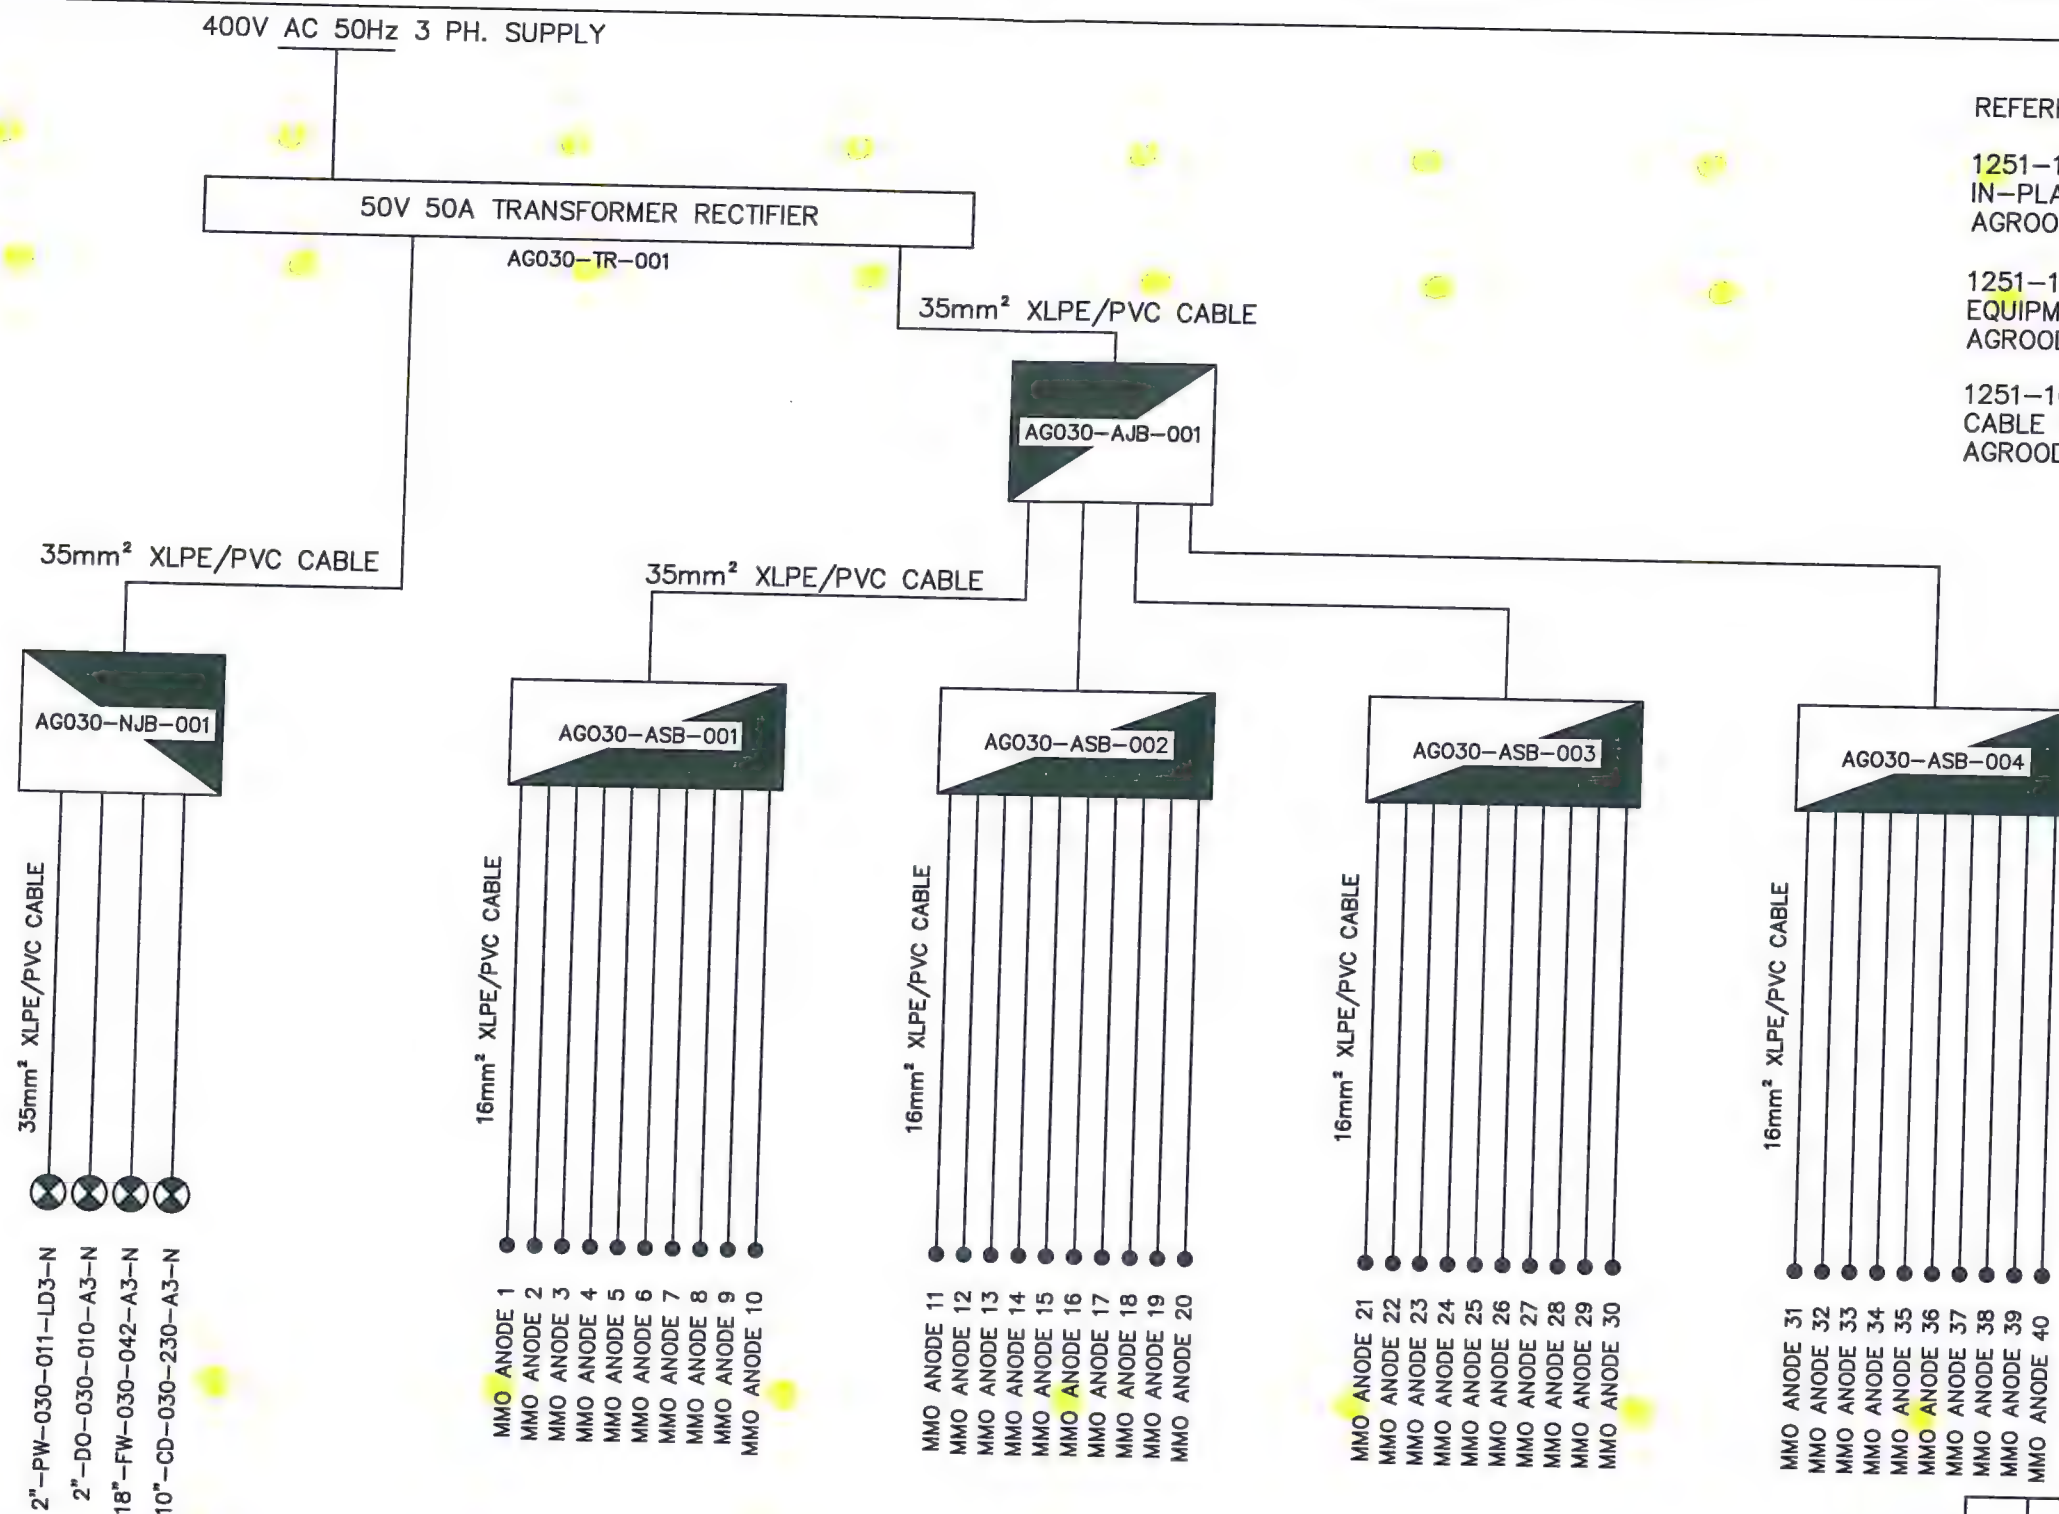 400V AC 50Hz 3 PH. SUPPLY
50V 50A TRANSFORMER RECTIFIER
AG030-TR-001
35mm² XLPE/PVC CABLE
AG030-AJB-001
35mm² XLPE/PVC CABLE
35mm² XLPE/PVC CABLE
AG030-NJB-001
AG030-ASB-001
AG030-ASB-002
AG030-ASB-003
AG030-ASB-004
35mm² XLPE/PVC CABLE
16mm² XLPE/PVC CABLE
16mm² XLPE/PVC CABLE
16mm² XLPE/PVC CABLE
16mm² XLPE/PVC CABLE
2"-PW-030-011-LD3-N
2"-DO-030-010-A3-N
18"-FW-030-042-A3-N
10"-CD-030-230-A3-N
MMO ANODE 1
MMO ANODE 2
MMO ANODE 3
MMO ANODE 4
MMO ANODE 5
MMO ANODE 6
MMO ANODE 7
MMO ANODE 8
MMO ANODE 9
MMO ANODE 10
MMO ANODE 11
MMO ANODE 12
MMO ANODE 13
MMO ANODE 14
MMO ANODE 15
MMO ANODE 16
MMO ANODE 17
MMO ANODE 18
MMO ANODE 19
MMO ANODE 20
MMO ANODE 21
MMO ANODE 22
MMO ANODE 23
MMO ANODE 24
MMO ANODE 25
MMO ANODE 26
MMO ANODE 27
MMO ANODE 28
MMO ANODE 29
MMO ANODE 30
MMO ANODE 31
MMO ANODE 32
MMO ANODE 33
MMO ANODE 34
MMO ANODE 35
MMO ANODE 36
MMO ANODE 37
MMO ANODE 38
MMO ANODE 39
MMO ANODE 40
REFERE
1251-1
IN-PLA
AGROO
1251-1
EQUIPM
AGROOD
1251-1
CABLE
AGROOD